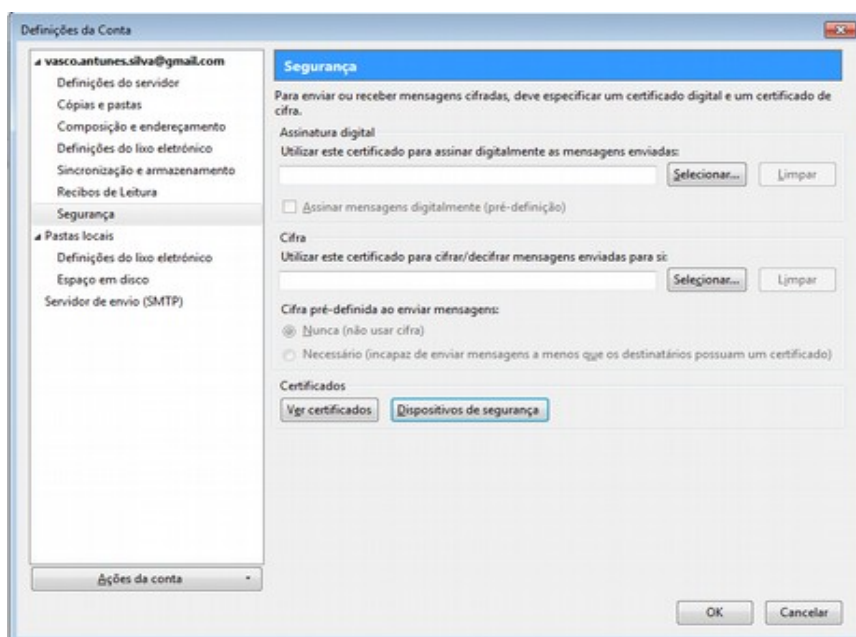 Definições da Conta
vasco.antunes.silva@gmail.com
Definições do servidor
Cópias e pastas
Composição e endereçamento
Definições do lixo eletrónico
Sincronização e armazenamento
Recibos de Leitura
Segurança
Pastas locais
Definições do lixo eletrónico
Espaço em disco
Servidor de envio (SMTP)
Ações da conta
Segurança
Para enviar ou receber mensagens cifradas, deve especificar um certificado digital e um certificado de
cifra.
Assinatura digital
Utilizar este certificado para assinar digitalmente as mensagens enviadas:
Selecionar... Limpar
Assinar mensagens digitalmente (pré-definição)
Cifra
Utilizar este certificado para cifrar/decifrar mensagens enviadas para si:
Selecionar... Limpar
Cifra pré-definida ao enviar mensagens:
Nunca (não usar cifra)
Necessário (incapaz de enviar mensagens a menos que os destinatários possuam um certificado)
Certificados
Ver certificados Dispositivos de segurança
OK Cancelar